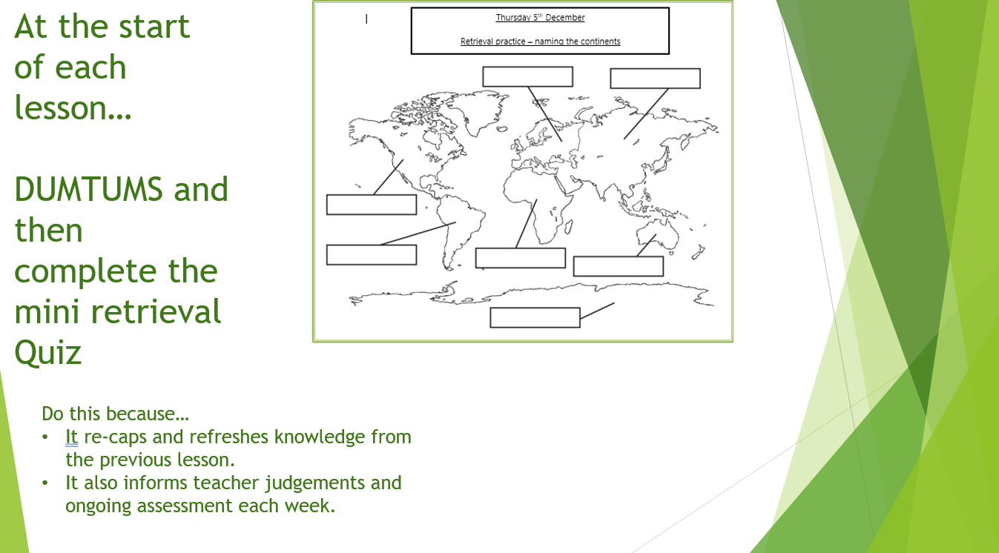 At the start
of each
lesson…
DUMTUMS and
then
complete the
mini retrieval
Quiz
Thursday 5th December
Retrieval practice – naming the continents
Do this because…
• It re-caps and refreshes knowledge from
the previous lesson.
• It also informs teacher judgements and
ongoing assessment each week.